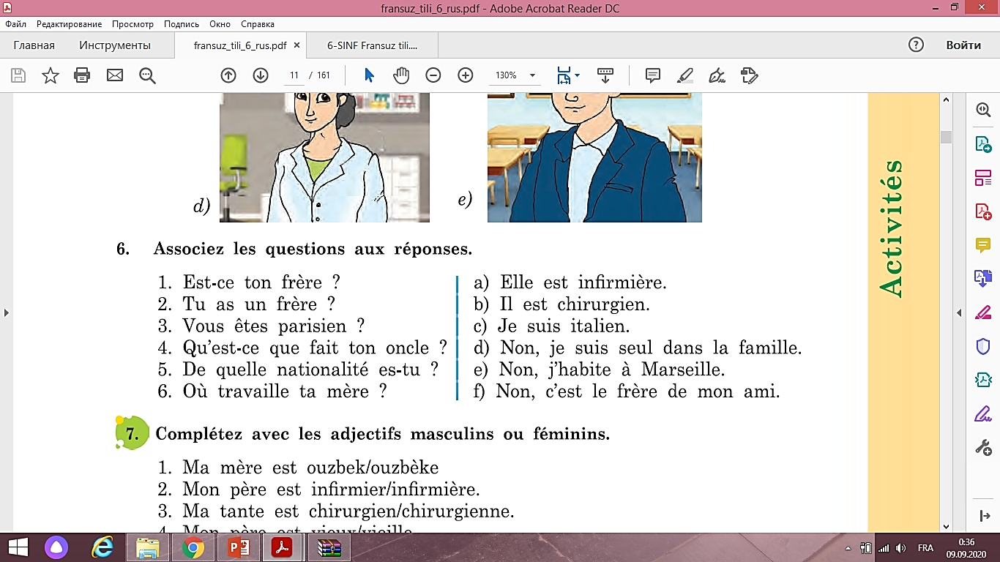 fransuz_tili_6_rus.pdf - Adobe Acrobat Reader DC
Файл Редактирование Просмотр Подпись Окно Справка
Главная Инструменты fransuz_tili_6_rus.pdf × 6-SINF Fransuz tili.... Войти
11 / 161 130%
d)
e)
Activités
6. Associez les questions aux réponses.
1. Est-ce ton frère ? a) Elle est infirmière.
2. Tu as un frère ? b) Il est chirurgien.
3. Vous êtes parisien ? c) Je suis italien.
4. Qu’est-ce que fait ton oncle ? d) Non, je suis seul dans la famille.
5. De quelle nationalité es-tu ? e) Non, j’habite à Marseille.
6. Où travaille ta mère ? f) Non, c’est le frère de mon ami.
7. Complétez avec les adjectifs masculins ou féminins.
1. Ma mère est ouzbek/ouzbèke
2. Mon père est infirmier/infirmière.
3. Ma tante est chirurgien/chirurgienne.
4. Mon père est vieux/vieille
FRA 0:36
09.09.2020